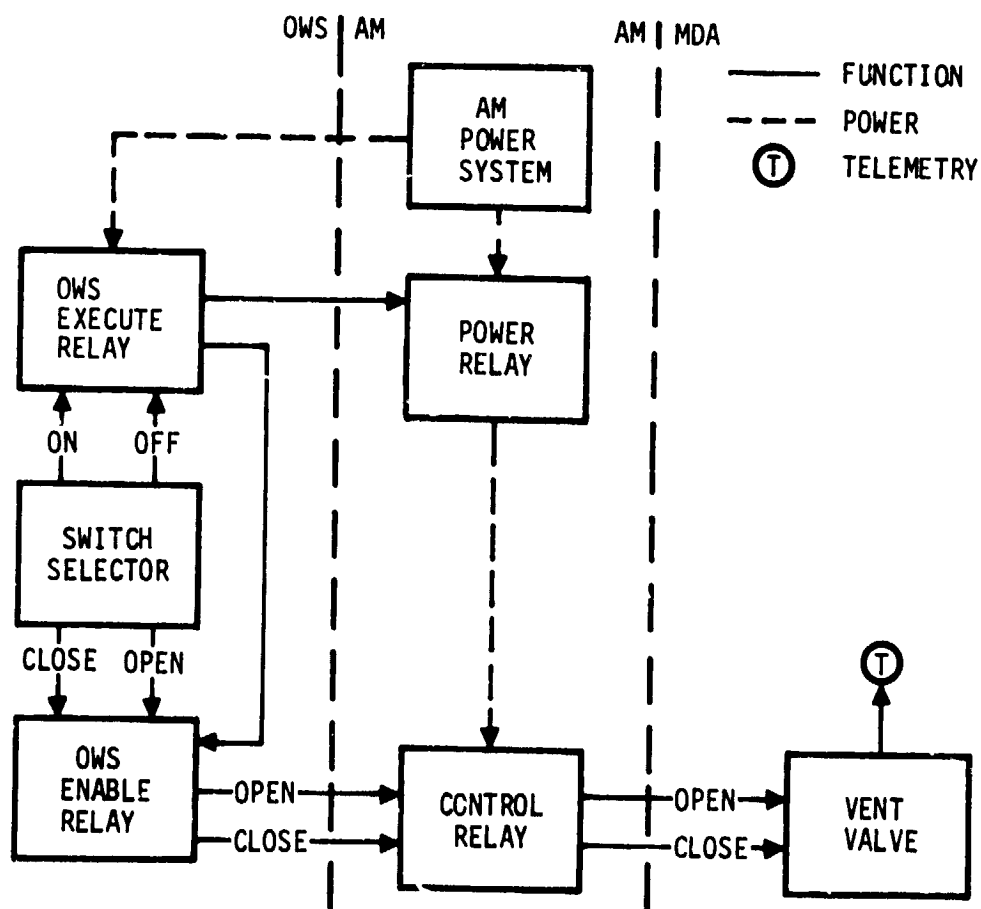 OWS AM
AM MDA
FUNCTION
POWER
T TELEMETRY
AM
POWER
SYSTEM
OWS
EXECUTE
RELAY
POWER
RELAY
ON OFF
SWITCH
SELECTOR
CLOSE OPEN
T
OWS
ENABLE
RELAY
OPEN
CLOSE
CONTROL
RELAY
OPEN
CLOSE
VENT
VALVE